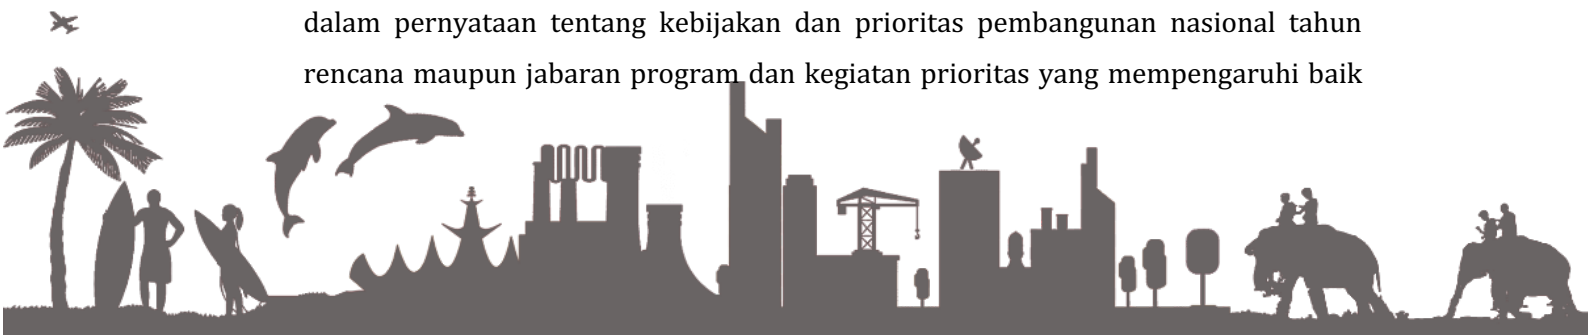 dalam pernyataan tentang kebijakan dan prioritas pembangunan nasional tahun
rencana maupun jabaran program dan kegiatan prioritas yang mempengaruhi baik